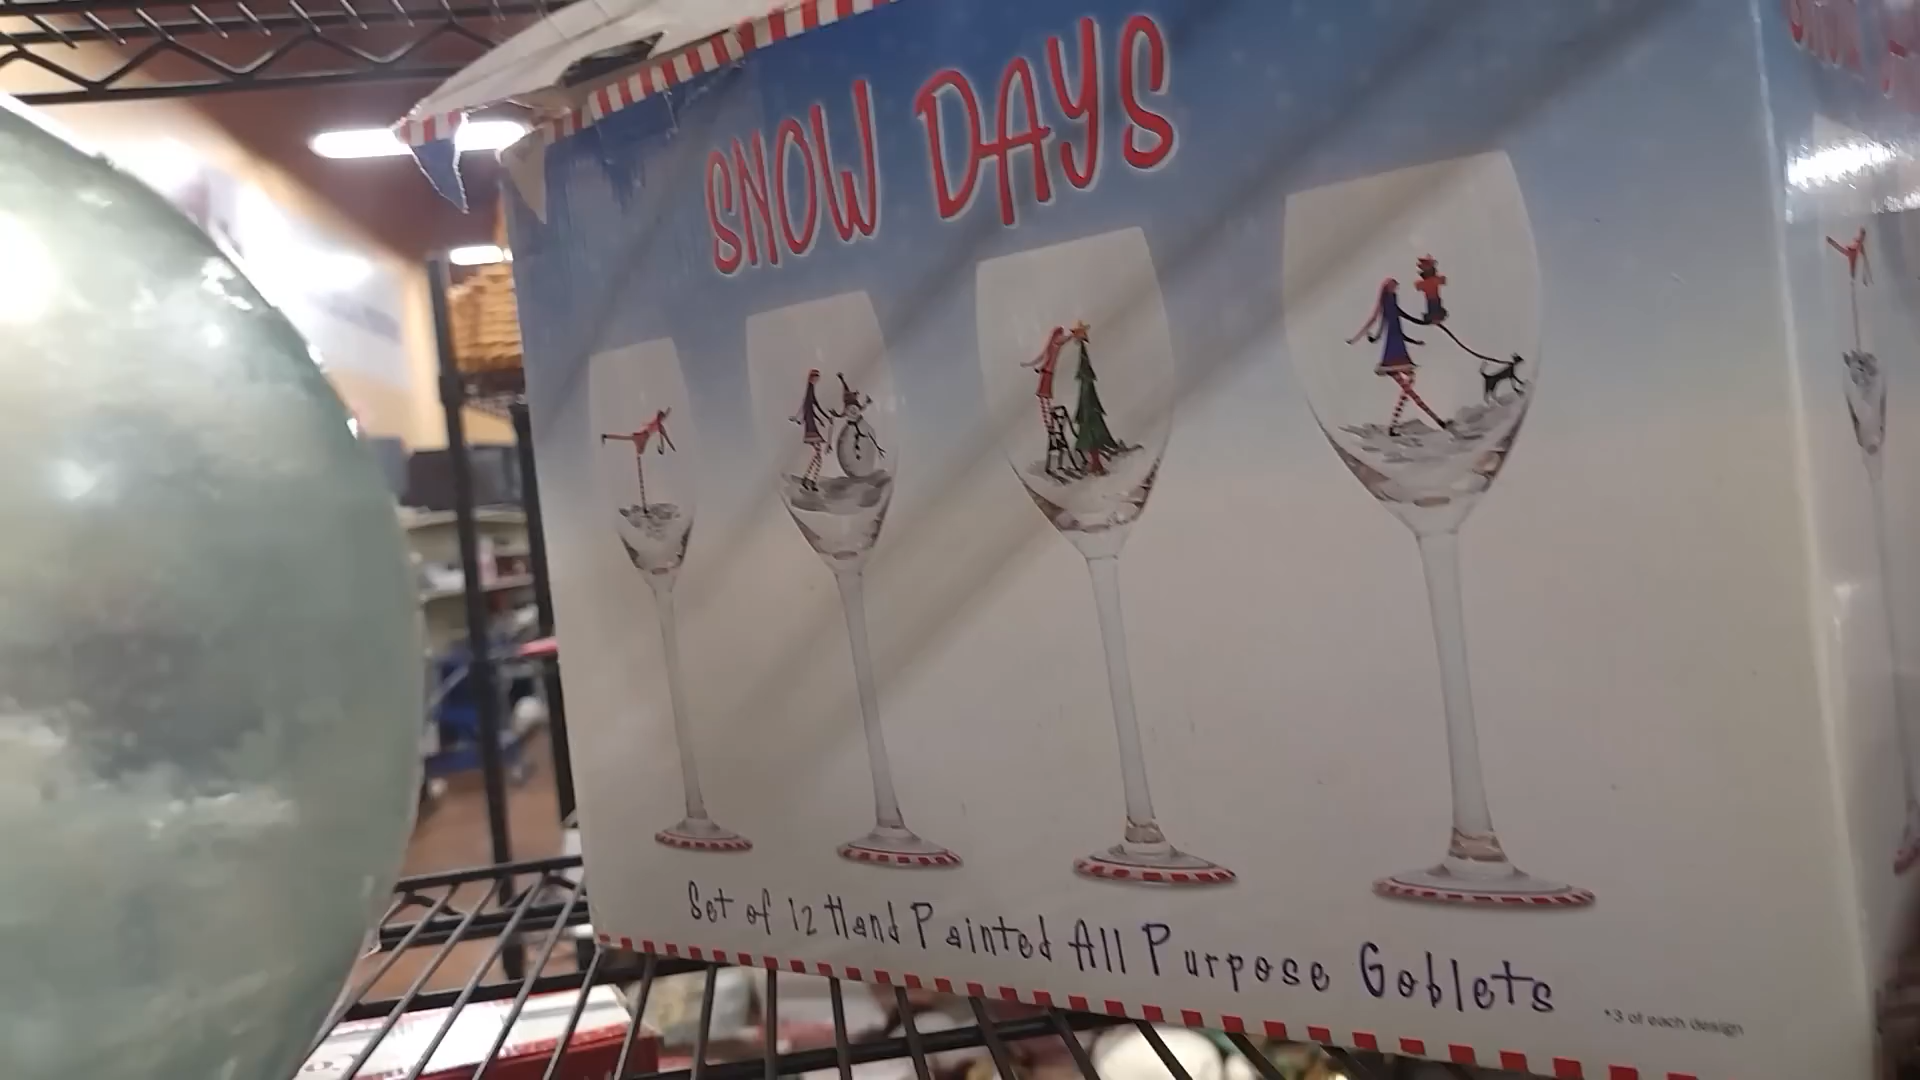 SNOW DAYS
Set of 12 Hand Painted All Purpose Goblets
*3 of each design